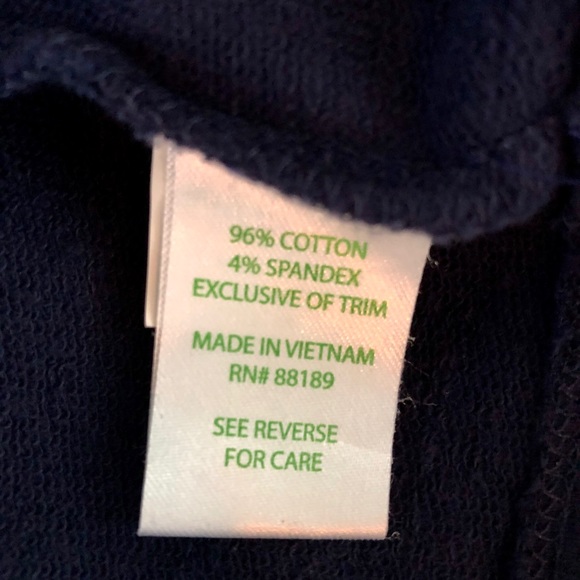 96% COTTON
4% SPANDEX
EXCLUSIVE OF TRIM
MADE IN VIETNAM
RN# 88189
SEE REVERSE
FOR CARE